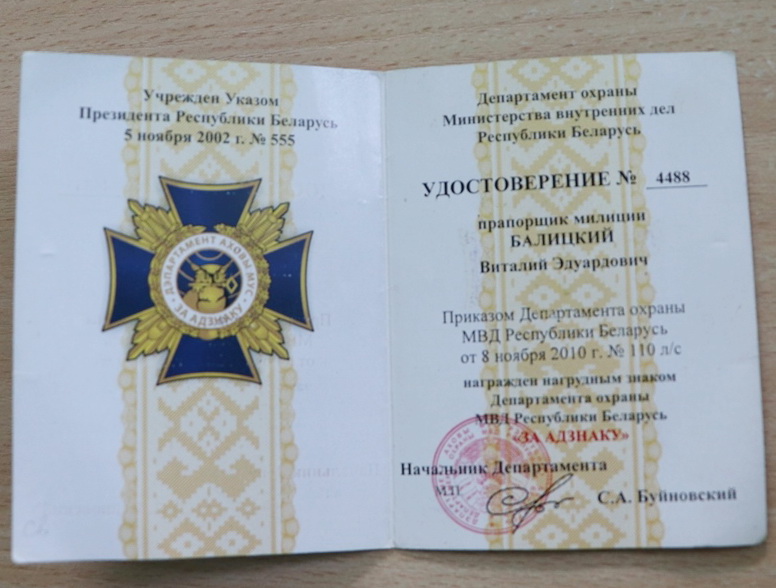 Учрежден Указом
Президента Республики Беларусь
5 ноября 2002 г. № 555
ДЭПАРТАМЕНТ АХОВЫ МУС
ЗА АДЗНАКУ
Департамент охраны
Министерства внутренних дел
Республики Беларусь
УДОСТОВЕРЕНИЕ № 4488
прапорщик милиции
БАЛИЦКИЙ
Виталий Эдуардович
Приказом Департамента охраны
МВД Республики Беларусь
от 8 ноября 2010 г. № 110 л/с
награжден нагрудным знаком
Департамента охраны
МВД Республики Беларусь
«ЗА АДЗНАКУ»
Начальник Департамента
М.П.
С.А. Буйновский